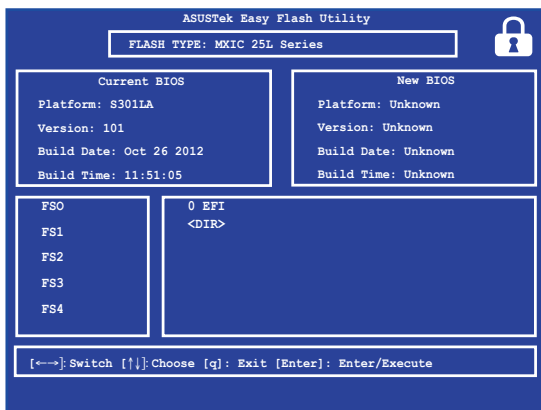 ASUSTek Easy Flash Utility
FLASH TYPE: MXIC 25L Series
Current BIOS
Platform: S301LA
Version: 101
Build Date: Oct 26 2012
Build Time: 11:51:05
New BIOS
Platform: Unknown
Version: Unknown
Build Date: Unknown
Build Time: Unknown
FSO
FS1
FS2
FS3
FS4
0 EFI
<DIR>
[←→]: Switch [↑↓]: Choose [q]: Exit [Enter]: Enter/Execute